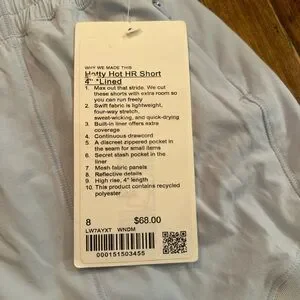 WHY WE MADE THIS
Hotty Hot HR Short
4" *Lined
1. Max out that stride. We cut
these shorts with extra room so
you can run freely
2. Swift fabric is lightweight,
four-way stretch,
sweat-wicking, and quick-drying
3. Built-in liner offers extra
coverage
4. Continuous drawcord
5. A discreet zippered pocket in
the seam for small items
6. Secret stash pocket in the
liner
7. Mesh fabric panels
8. Reflective details
9. High rise, 4" length
10. This product contains recycled
polyester
8 $68.00
LW7AYXT WNDM
000151503455